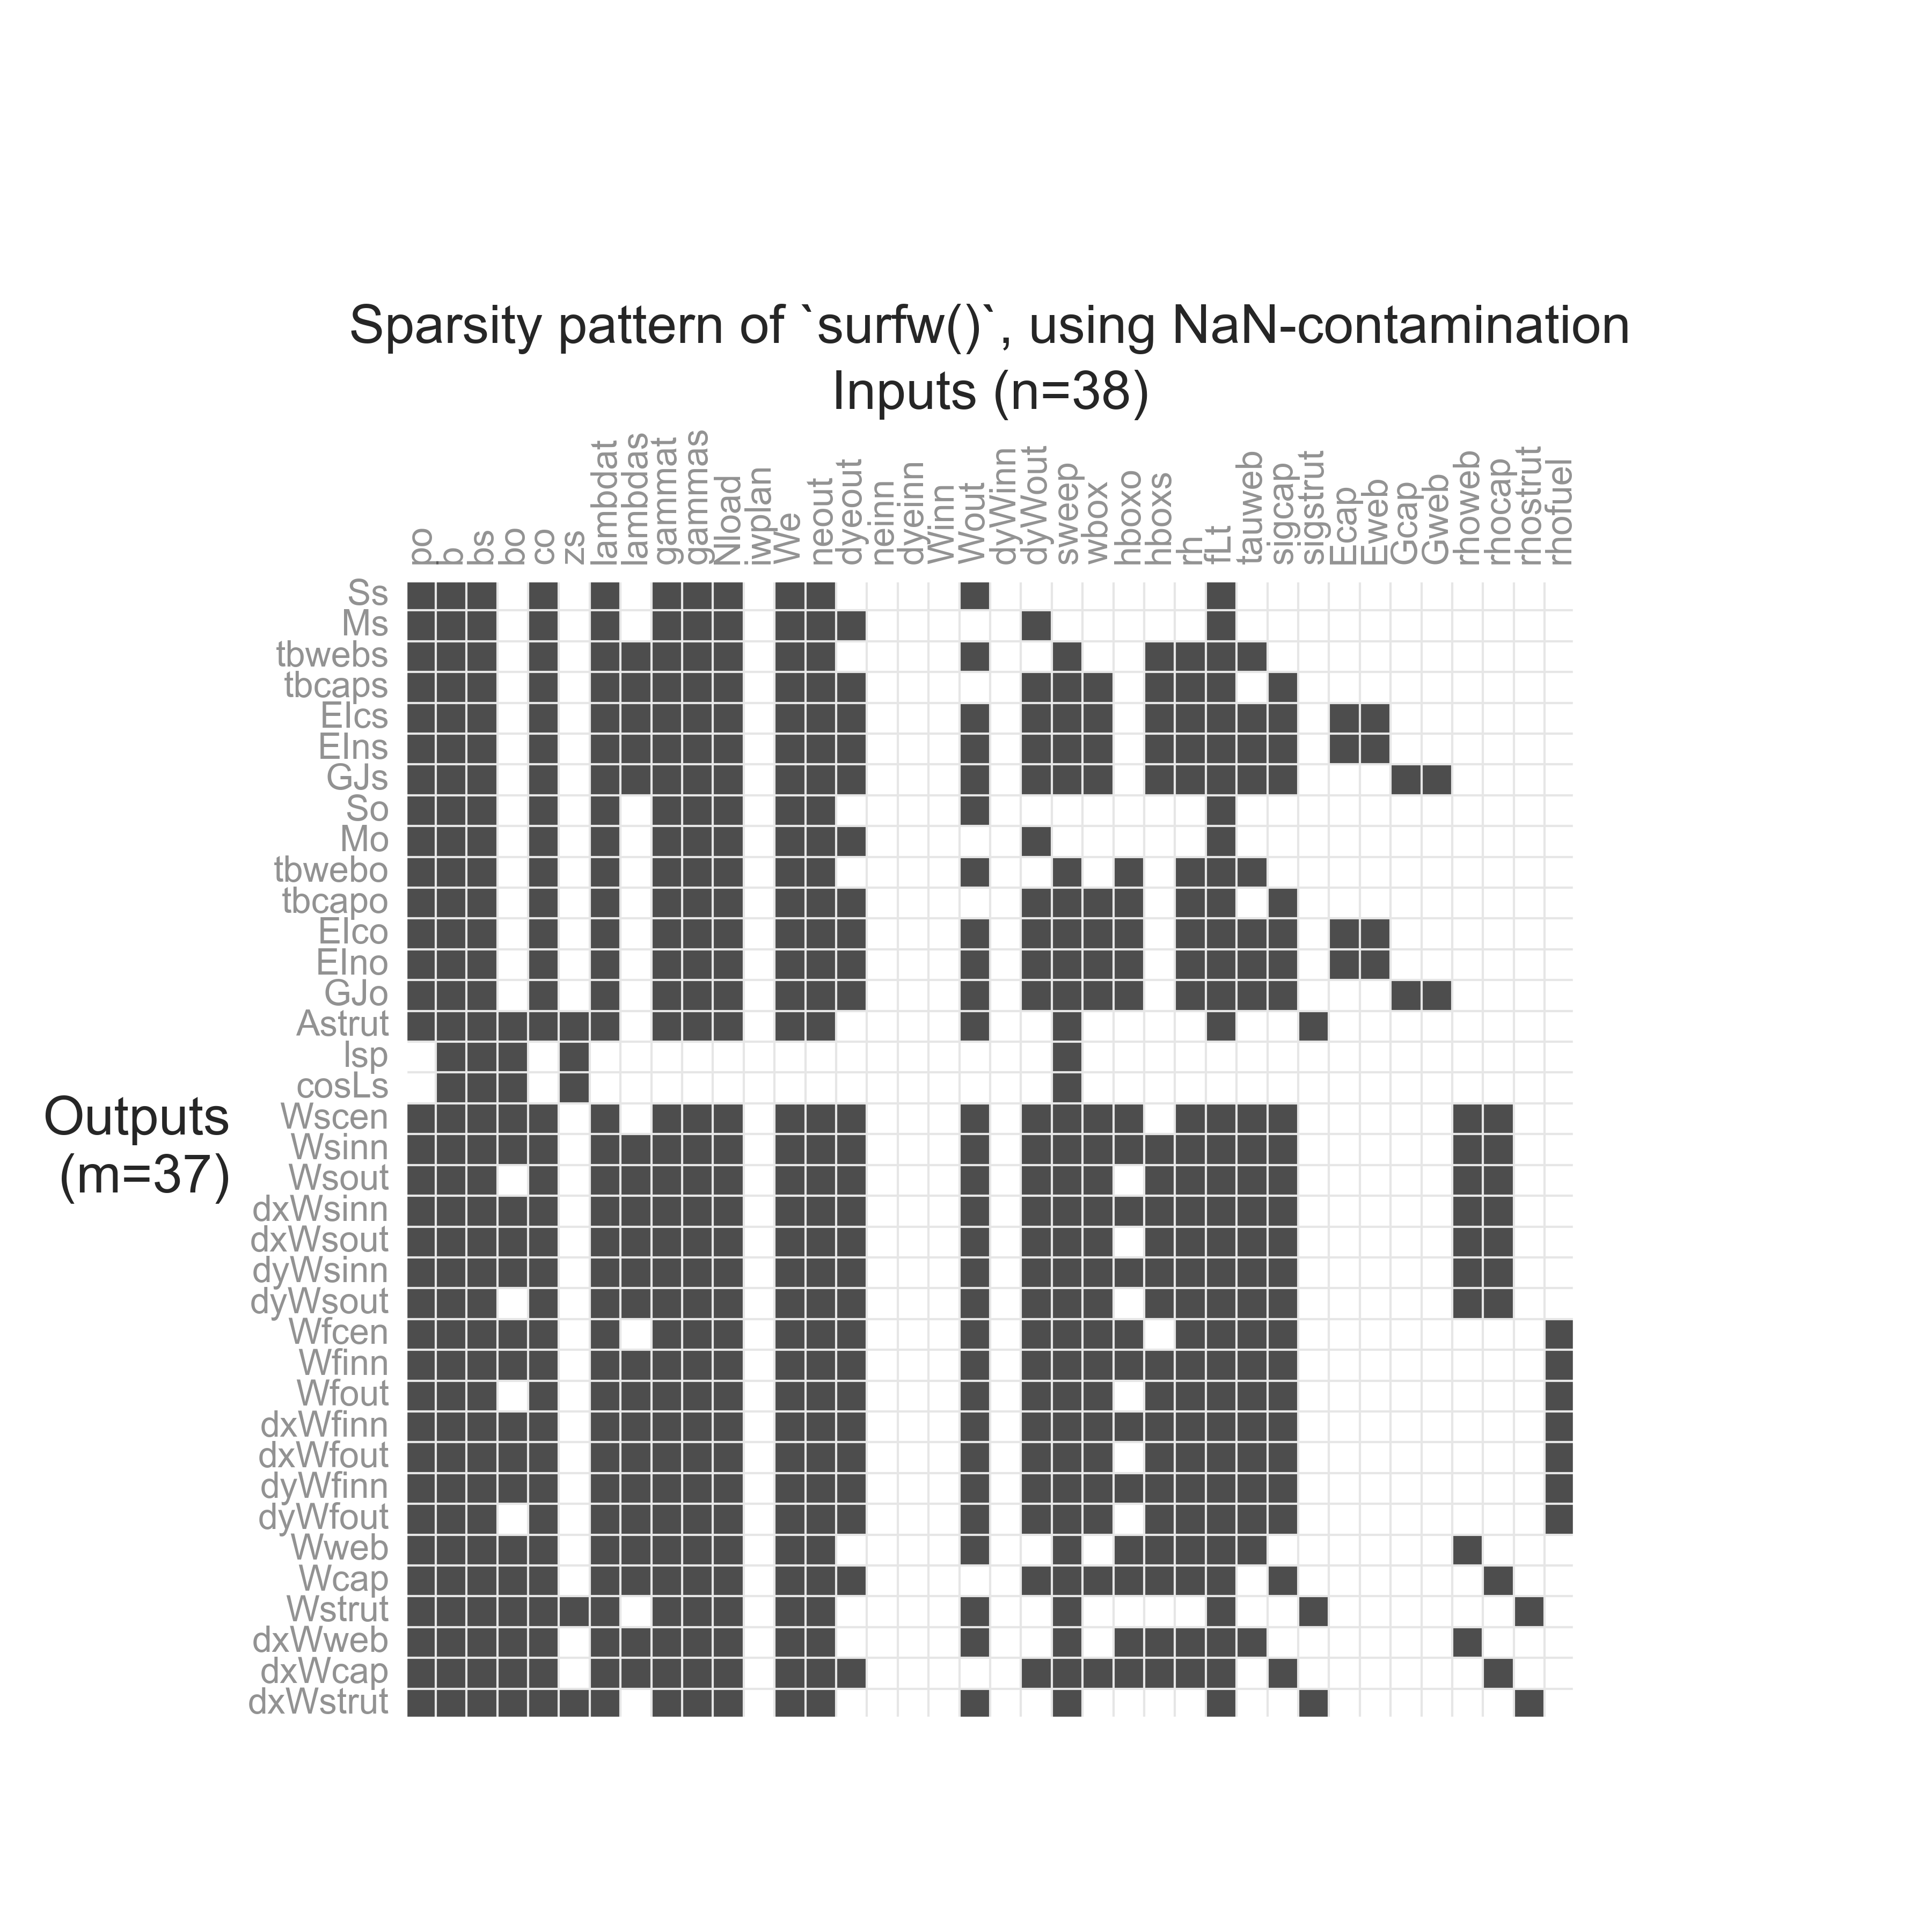 Sparsity pattern of `surfw()`, using NaN-contamination
Inputs (n=38)
po
b
bs
bo
co
zs
lambdat
lambdas
gammat
gammas
Nload
iwplan
We
neout
dyeout
neinn
dyeinn
Winn
Wout
dyWinn
dyWout
sweep
wbox
hboxo
hboxs
rh
fLt
tauweb
sigcap
sigstrut
Ecap
Eweb
Gcap
Gweb
rhoweb
rhocap
rhostrut
rhofuel
Ss
Ms
tbwebs
tbcaps
EIcs
EIns
GJs
So
Mo
tbwebo
tbcapo
EIco
EIno
GJo
Astrut
lsp
cosLs
Wscen
Wsinn
Wsout
dxWsinn
dxWsout
dyWsinn
dyWsout
Wfcen
Wfinn
Wfout
dxWfinn
dxWfout
dyWfinn
dyWfout
Wweb
Wcap
Wstrut
dxWweb
dxWcap
dxWstrut
Outputs
(m=37)